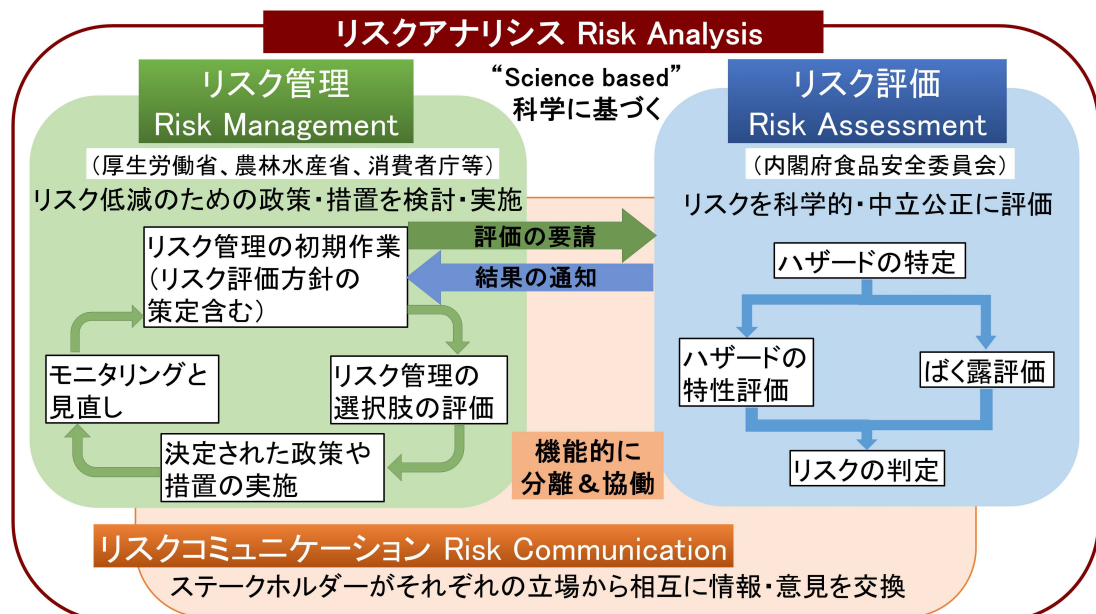 リスクアナリシス Risk Analysis
リスク管理
Risk Management
“Science based”
科学に基づく
リスク評価
Risk Assessment
（厚生労働省、農林水産省、消費者庁等）
リスク低減のための政策・措置を検討・実施
（内閣府食品安全委員会）
リスクを科学的・中立公正に評価
リスク管理の初期作業
（リスク評価方針の
策定含む）
評価の要請
結果の通知
リスク管理の
選択肢の評価
決定された政策や
措置の実施
モニタリングと
見直し
ハザードの特定
ハザードの
特性評価
ばく露評価
リスクの判定
機能的に
分離＆協働
リスクコミュニケーション Risk Communication
ステークホルダーがそれぞれの立場から相互に情報・意見を交換